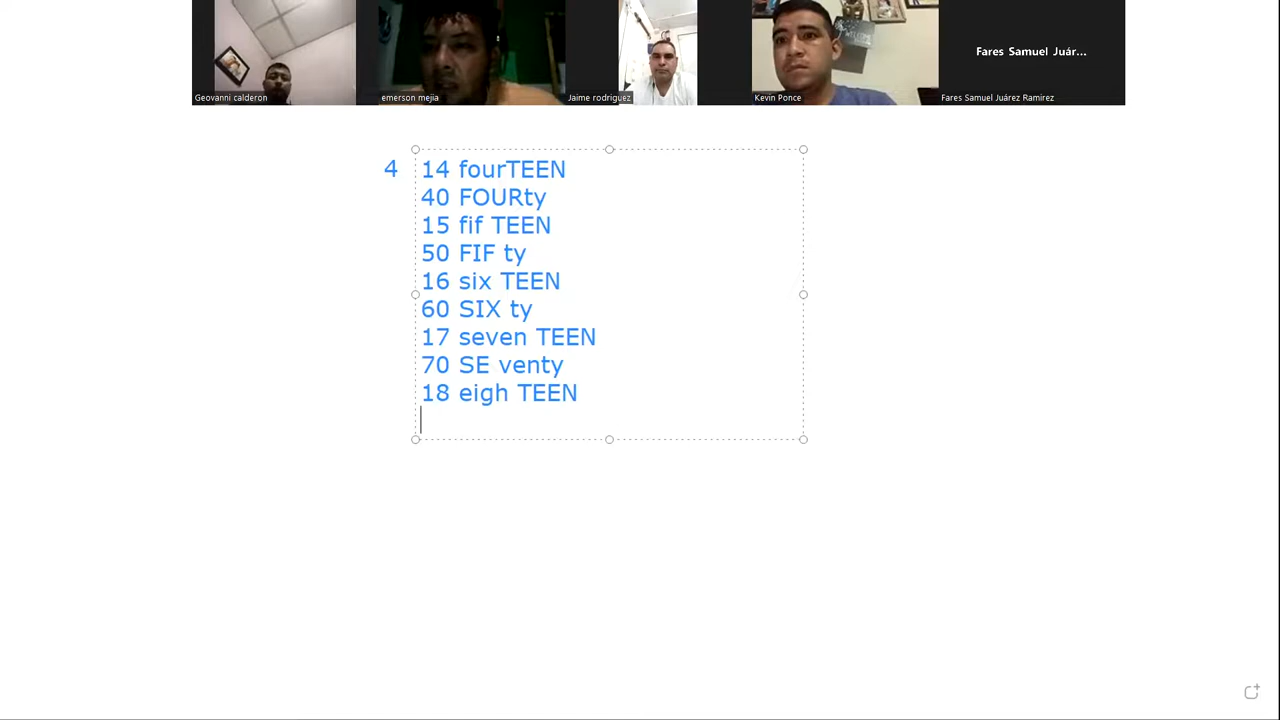 Fares Samuel Juár...
Geovanni calderon
emerson mejia
Jaime rodriguez
Kevin Ponce
Fares Samuel Juárez Ramírez
4
14 fourTEEN
40 FOURty
15 fif TEEN
50 FIF ty
16 six TEEN
60 SIX ty
17 seven TEEN
70 SE venty
18 eigh TEEN